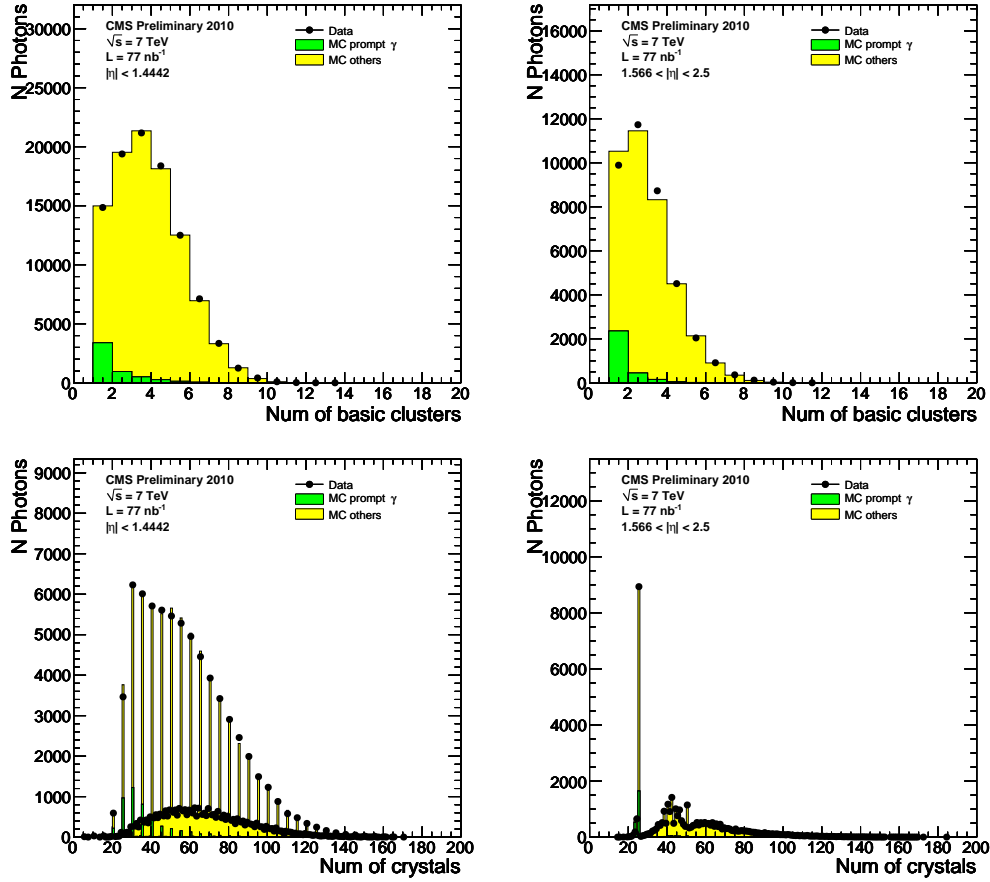 N Photons
30000
25000
20000
15000
10000
5000
0
CMS Preliminary 2010
√s = 7 TeV
L = 77 nb⁻¹
|η| < 1.4442
Data
MC prompt γ
MC others
0 2 4 6 8 10 12 14 16 18 20
Num of basic clusters
N Photons
16000
14000
12000
10000
8000
6000
4000
2000
0
CMS Preliminary 2010
√s = 7 TeV
L = 77 nb⁻¹
1.566 < |η| < 2.5
Data
MC prompt γ
MC others
0 2 4 6 8 10 12 14 16 18 20
Num of basic clusters
N Photons
9000
8000
7000
6000
5000
4000
3000
2000
1000
0
CMS Preliminary 2010
√s = 7 TeV
L = 77 nb⁻¹
|η| < 1.4442
Data
MC prompt γ
MC others
0 20 40 60 80 100 120 140 160 180 200
Num of crystals
N Photons
12000
10000
8000
6000
4000
2000
0
CMS Preliminary 2010
√s = 7 TeV
L = 77 nb⁻¹
1.566 < |η| < 2.5
Data
MC prompt γ
MC others
0 20 40 60 80 100 120 140 160 180 200
Num of crystals